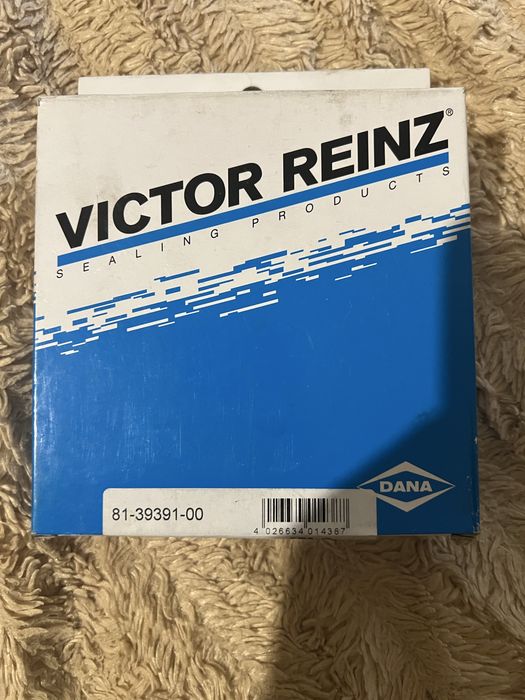 VICTOR REINZ®
SEALING PRODUCTS
DANA
81-39391-00
4 026634 014387